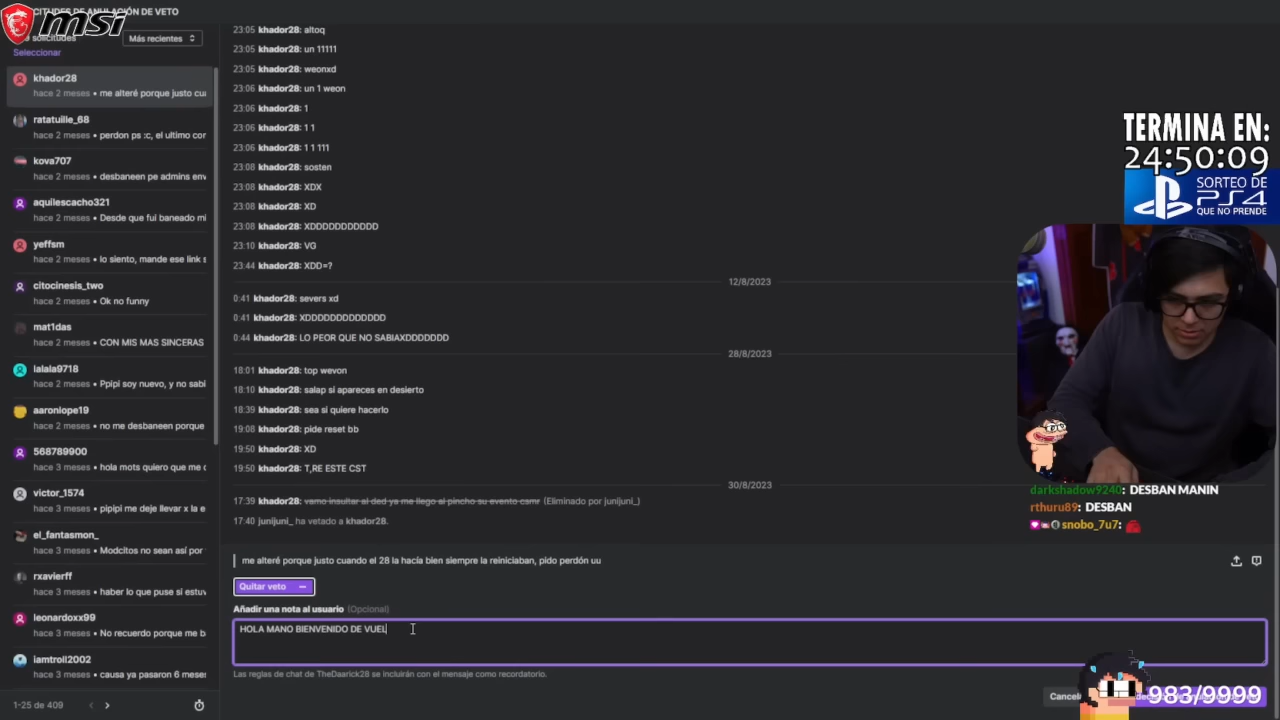 CITUDES DE ANULACIÓN DE VETO
msi
solicitudes
Más recientes
Seleccionar
khador28
hace 2 meses • me alteré porque justo cua
ratatuille_68
hace 2 meses • perdon ps :c, el ultimo cor
kova707
hace 2 meses • desbaneen pe admins env
aquilescacho321
hace 2 meses • Desde que fui baneado mi
yeffsm
hace 2 meses • lo siento, mande ese link s
citocinesis_two
hace 2 meses • Ok no funny
mat1das
hace 2 meses • CON MIS MAS SINCERAS
lalala9718
hace 2 meses • Ppipi soy nuevo, y no sabi
aaroniope19
hace 2 meses • no me desbaneen porque
568789900
hace 3 meses • hola mots quiero que me d
victor_1574
hace 3 meses • pipipi me deje llevar x la e
el_fantasmon_
hace 3 meses • Modcitos no sean así por
rxavierff
hace 3 meses • haber lo que puse si estuv
leonardoxx99
hace 3 meses • No recuerdo porque me b
iamtroll2002
hace 3 meses • causa ya pasaron 6 meses
1-25 de 409
23:05 khador28: altoq
23:05 khador28: un 11111
23:05 khador28: weonxd
23:06 khador28: un 1 weon
23:06 khador28: 1
23:06 khador28: 1 1
23:06 khador28: 1 1 111
23:08 khador28: sosten
23:08 khador28: XDX
23:08 khador28: XD
23:08 khador28: XDDDDDDDDDDD
23:10 khador28: VG
23:44 khador28: XDD=?
12/8/2023
0:41 khador28: severs xd
0:41 khador28: XDDDDDDDDDDDDD
0:44 khador28: LO PEOR QUE NO SABIAXDDDDDDD
28/8/2023
18:01 khador28: top wevon
18:10 khador28: salap si apareces en desierto
18:39 khador28: sea si quiere hacerlo
19:08 khador28: pide reset bb
19:50 khador28: XD
19:50 khador28: T,RE ESTE CST
30/8/2023
17:39 khador28: vamo insultar al ded ya me llego al pincho su evento csmr (Eliminado por junijuni_)
17:40 junijuni_ ha vetado a khador28.
me alteré porque justo cuando el 28 la hacía bien siempre la reiniciaban, pido perdón uu
Quitar veto
Añadir una nota al usuario (Opcional)
HOLA MANO BIENVENIDO DE VUEL
Las reglas de chat de TheDaarick28 se incluirán con el mensaje como recordatorio.
TERMINA EN:
24:50:09
SORTEO DE
PS4
QUE NO PRENDE
darkshadow9240: DESBAN MANIN
rthuru89: DESBAN
snobo_7u7:
Cancel
983/9999